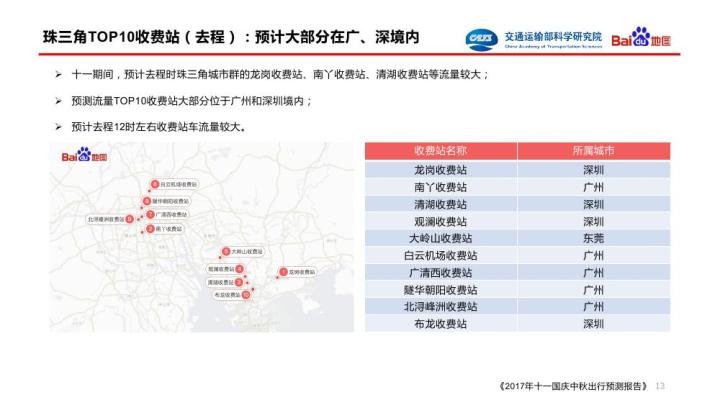 珠三角TOP10收费站（去程）：预计大部分在广、深境内
CATS
交通运输部科学研究院
China Academy of Transportation Sciences
Bai du 地图
十一期间，预计去程时珠三角城市群的龙岗收费站、南丫收费站、清湖收费站等流量较大；
预测流量TOP10收费站大部分位于广州和深圳境内；
预计去程12时左右收费站车流量较大。
Bai du 地图
6 白云机场收费站
8 隧华朝阳收费站
7 广清西收费站
北浔峰洲收费站 9
2 南丫收费站
5 大岭山收费站
观澜收费站 4
1 龙岗收费站
清湖收费站 3
布龙收费站 10
收费站名称 所属城市
龙岗收费站 深圳
南丫收费站 广州
清湖收费站 深圳
观澜收费站 深圳
大岭山收费站 东莞
白云机场收费站 广州
广清西收费站 广州
隧华朝阳收费站 广州
北浔峰洲收费站 广州
布龙收费站 深圳
《2017年十一国庆中秋出行预测报告》 13